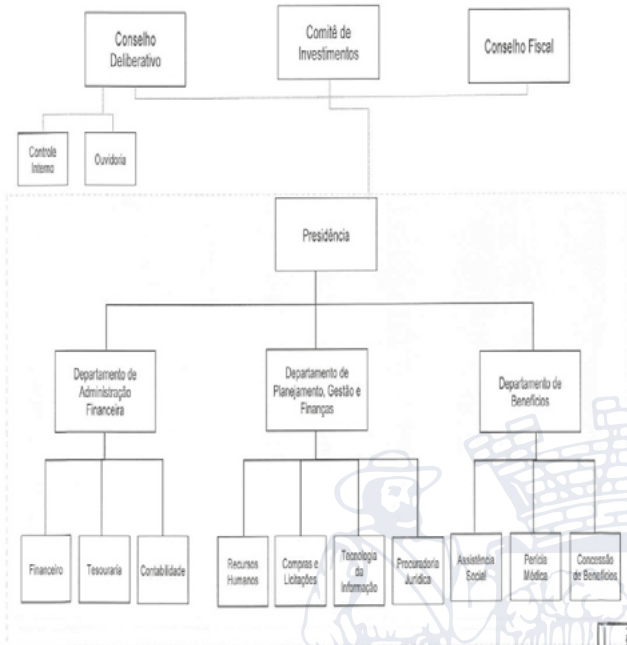 Conselho
Deliberativo
Comitê de
Investimentos
Conselho Fiscal
Controle
Interno
Ouvidoria
Presidência
Departamento de
Administração
Financeira
Departamento de
Planejamento, Gestão e
Finanças
Departamento de
Benefícios
Financeiro
Tesouraria
Contabilidade
Recursos
Humanos
Compras e
Licitações
Tecnologia
da
Informação
Procuradoria
Jurídica
Assistência
Social
Perícia
Médica
Concessão
de Benefícios